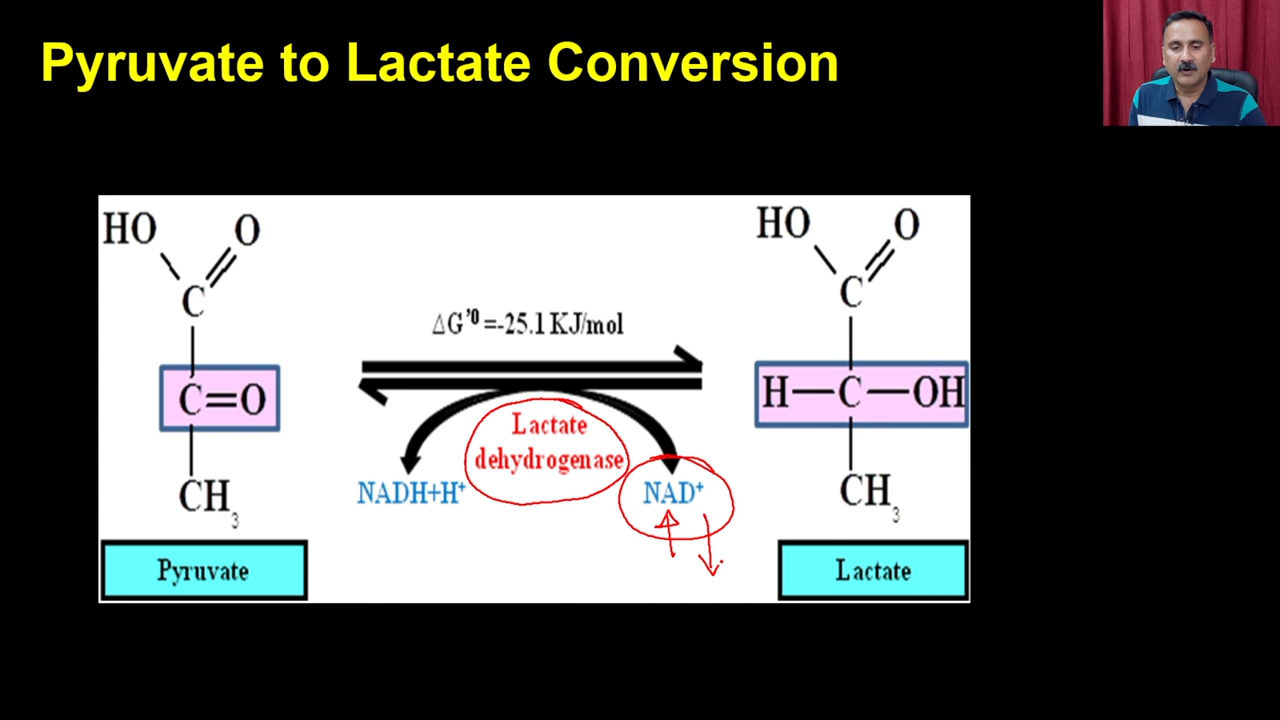 Pyruvate to Lactate Conversion
HO O HO O
C C
ΔG'⁰ =-25.1 KJ/mol
C=O H—C—OH
Lactate
dehydrogenase
NADH+H⁺ NAD⁺
CH₃ CH₃
Pyruvate Lactate